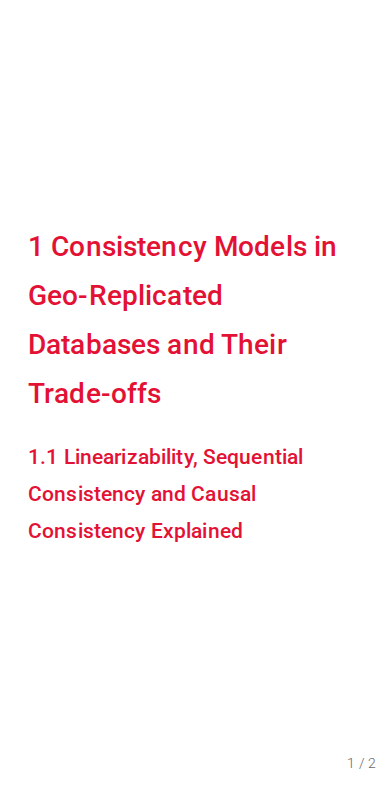 1 Consistency Models in
Geo-Replicated
Databases and Their
Trade-offs
1.1 Linearizability, Sequential
Consistency and Causal
Consistency Explained
1 / 2